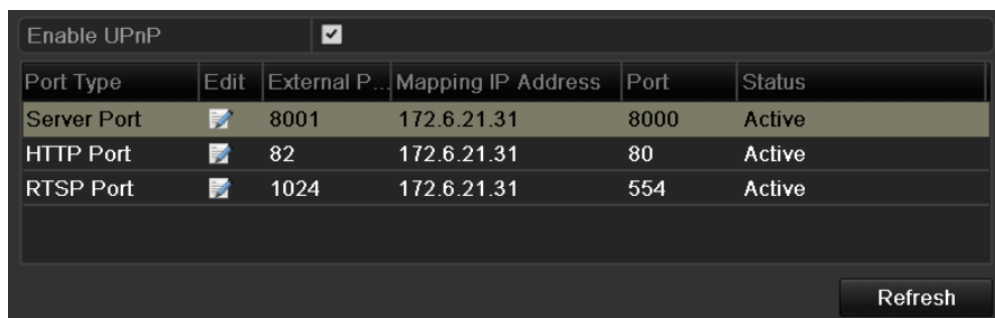 Enable UPnP
Port Type Edit External P... Mapping IP Address Port Status
Server Port 8001 172.6.21.31 8000 Active
HTTP Port 82 172.6.21.31 80 Active
RTSP Port 1024 172.6.21.31 554 Active
Refresh